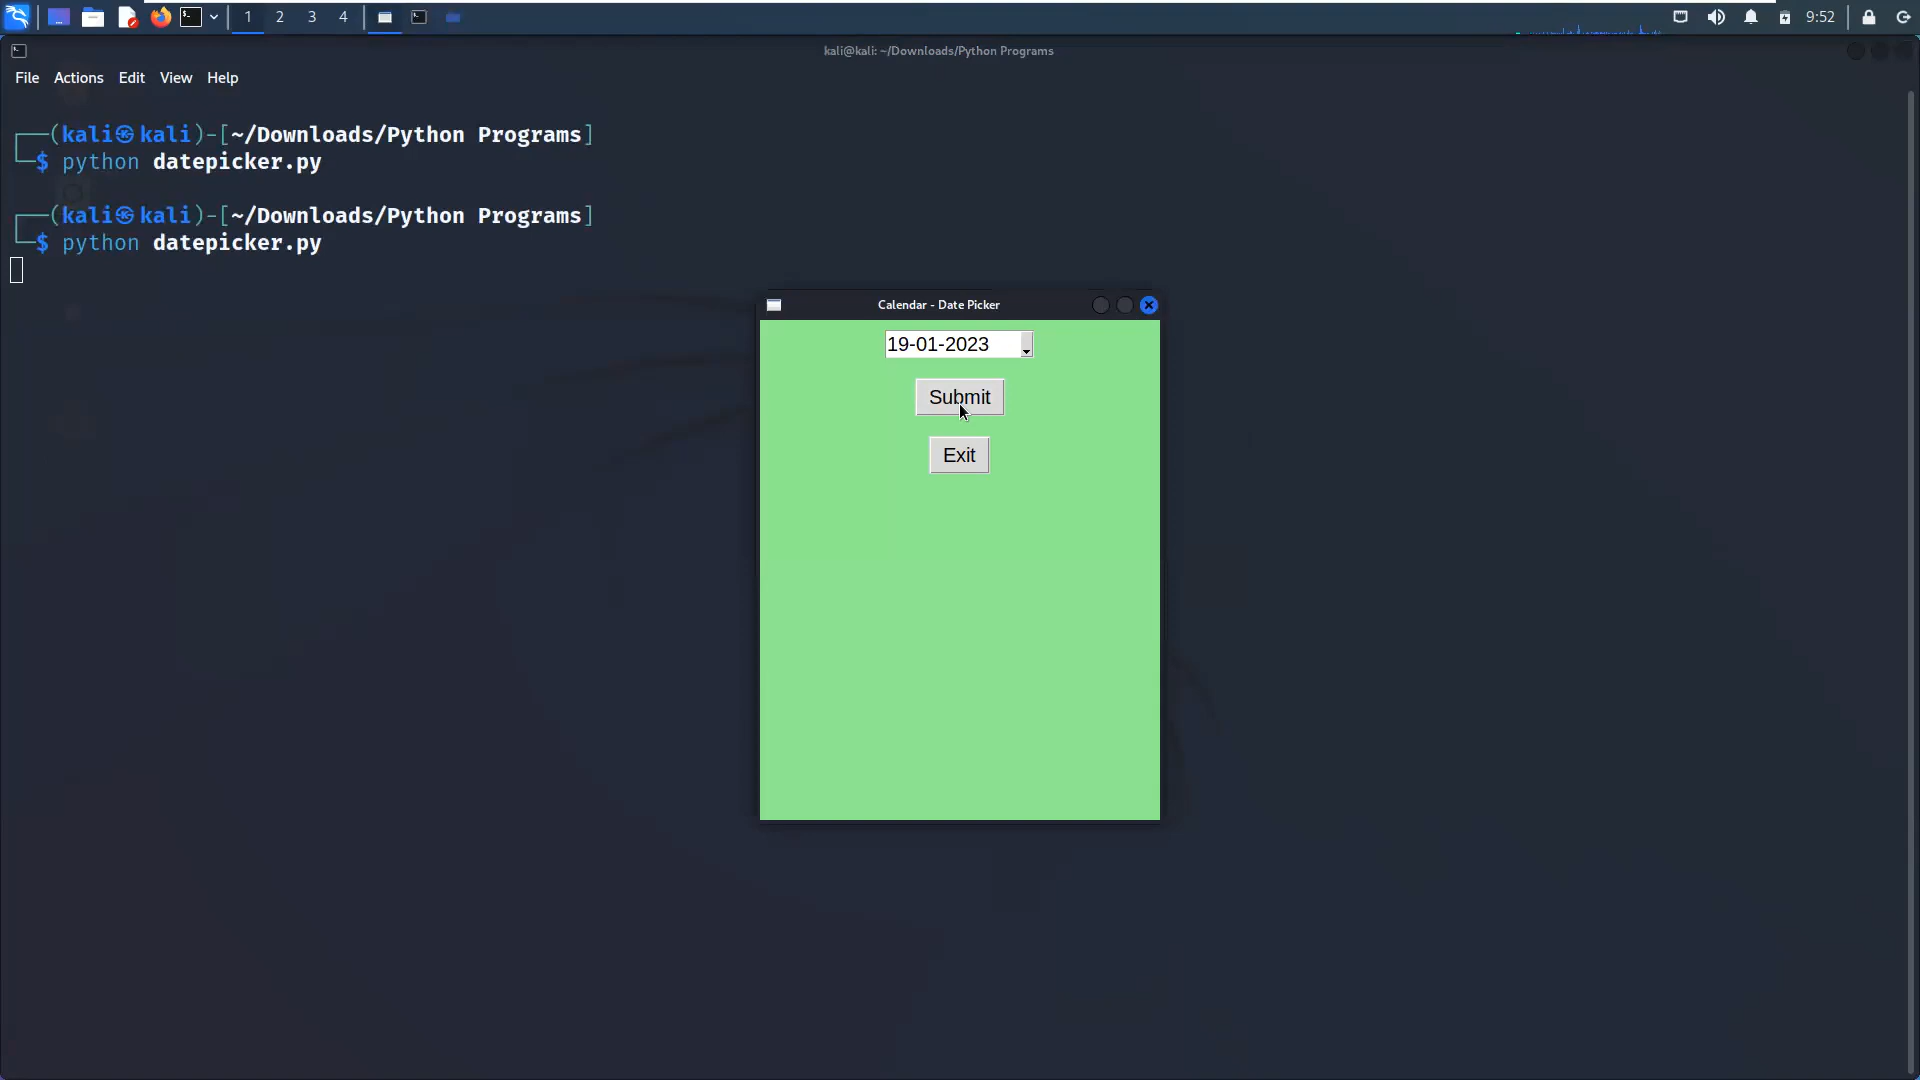 1 2 3 4 9:52
kali@kali: ~/Downloads/Python Programs
File Actions Edit View Help
┌──(kali㉿kali)-[~/Downloads/Python Programs]
└─$ python datepicker.py
┌──(kali㉿kali)-[~/Downloads/Python Programs]
└─$ python datepicker.py
Calendar - Date Picker
19-01-2023
Submit
Exit